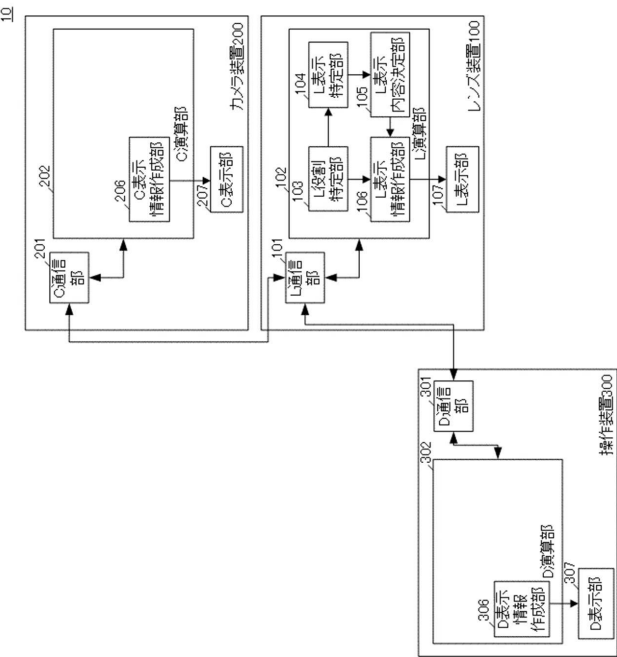 10
カメラ装置200
202
C演算部
206
C表示
情報作成部
207
C表示部
201
C通信
部
レンズ装置100
102
L演算部
104
L表示
特定部
105
L表示
内容決定部
103
L役割
特定部
106
L表示
情報作成部
107
L表示部
101
L通信
部
操作装置300
302
D演算部
306
D表示
情報
作成部
307
D表示部
301
D通信
部